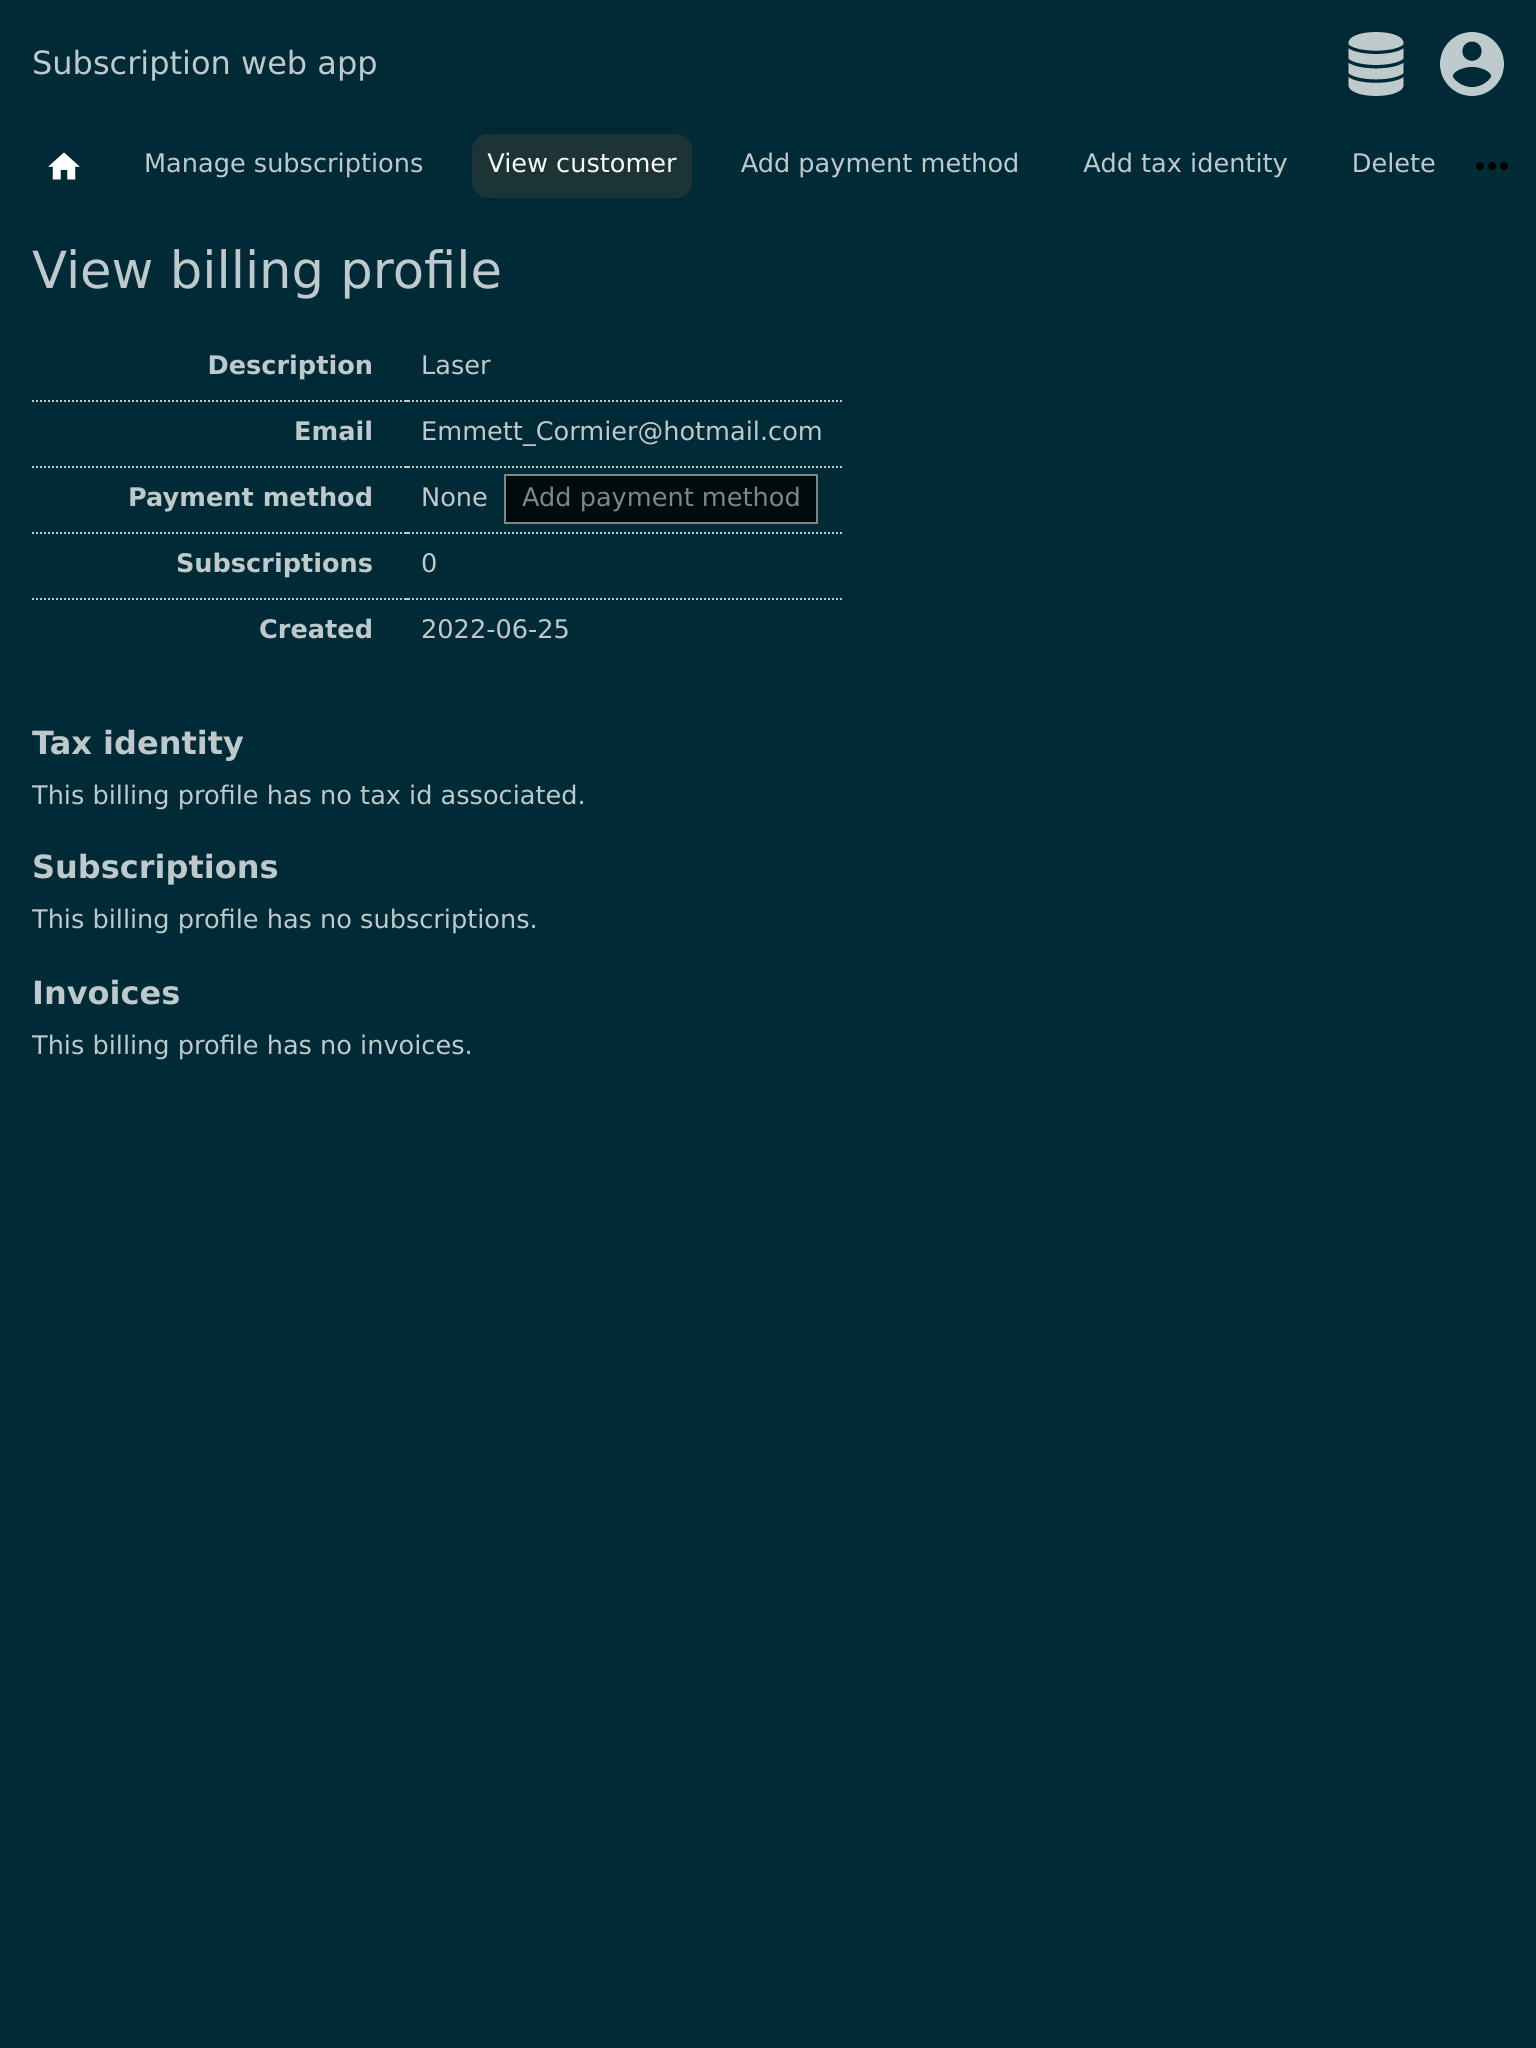 Subscription web app
Manage subscriptions View customer Add payment method Add tax identity Delete
View billing profile
Description Laser
Email Emmett_Cormier@hotmail.com
Payment method None Add payment method
Subscriptions 0
Created 2022-06-25
Tax identity
This billing profile has no tax id associated.
Subscriptions
This billing profile has no subscriptions.
Invoices
This billing profile has no invoices.